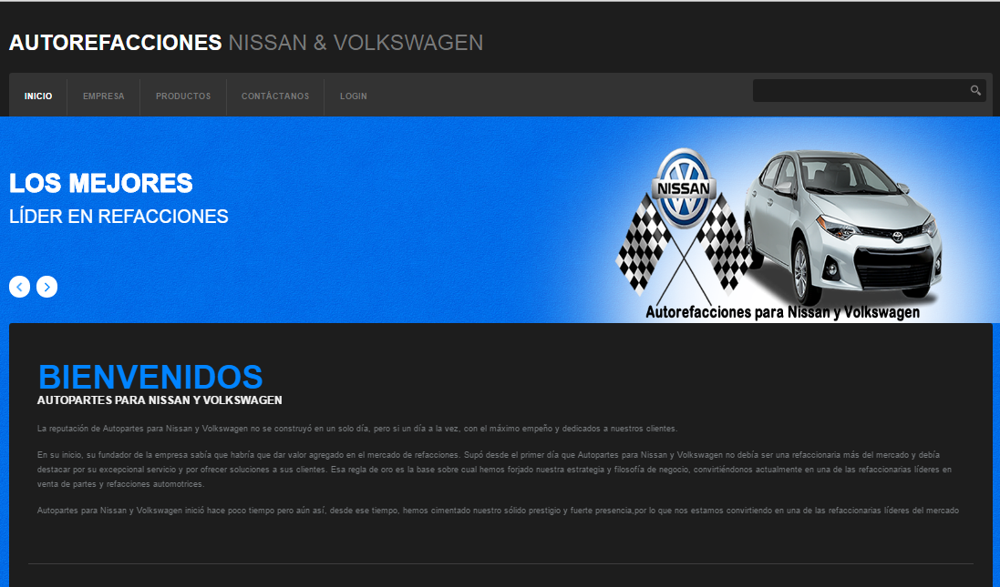 AUTOREFACCIONES NISSAN & VOLKSWAGEN
INICIO
EMPRESA
PRODUCTOS
CONTÁCTANOS
LOGIN
LOS MEJORES
LÍDER EN REFACCIONES
NISSAN
Autorefacciones para Nissan y Volkswagen
BIENVENIDOS
AUTOPARTES PARA NISSAN Y VOLKSWAGEN
La reputación de Autopartes para Nissan y Volkswagen no se construyó en un solo día, pero si un día a la vez, con el máximo empeño y dedicados a nuestros clientes.
En su inicio, su fundador de la empresa sabía que habría que dar valor agregado en el mercado de refacciones. Supó desde el primer día que Autopartes para Nissan y Volkswagen no debía ser una refaccionaria más del mercado y debía
destacar por su excepcional servicio y por ofrecer soluciones a sus clientes. Esa regla de oro es la base sobre cual hemos forjado nuestra estrategia y filosofía de negocio, convirtiéndonos actualmente en una de las refaccionarias líderes en
venta de partes y refacciones automotrices.
Autopartes para Nissan y Volkswagen inició hace poco tiempo pero aún así, desde ese tiempo, hemos cimentado nuestro sólido prestigio y fuerte presencia,por lo que nos estamos convirtiendo en una de las refaccionarias líderes del mercado